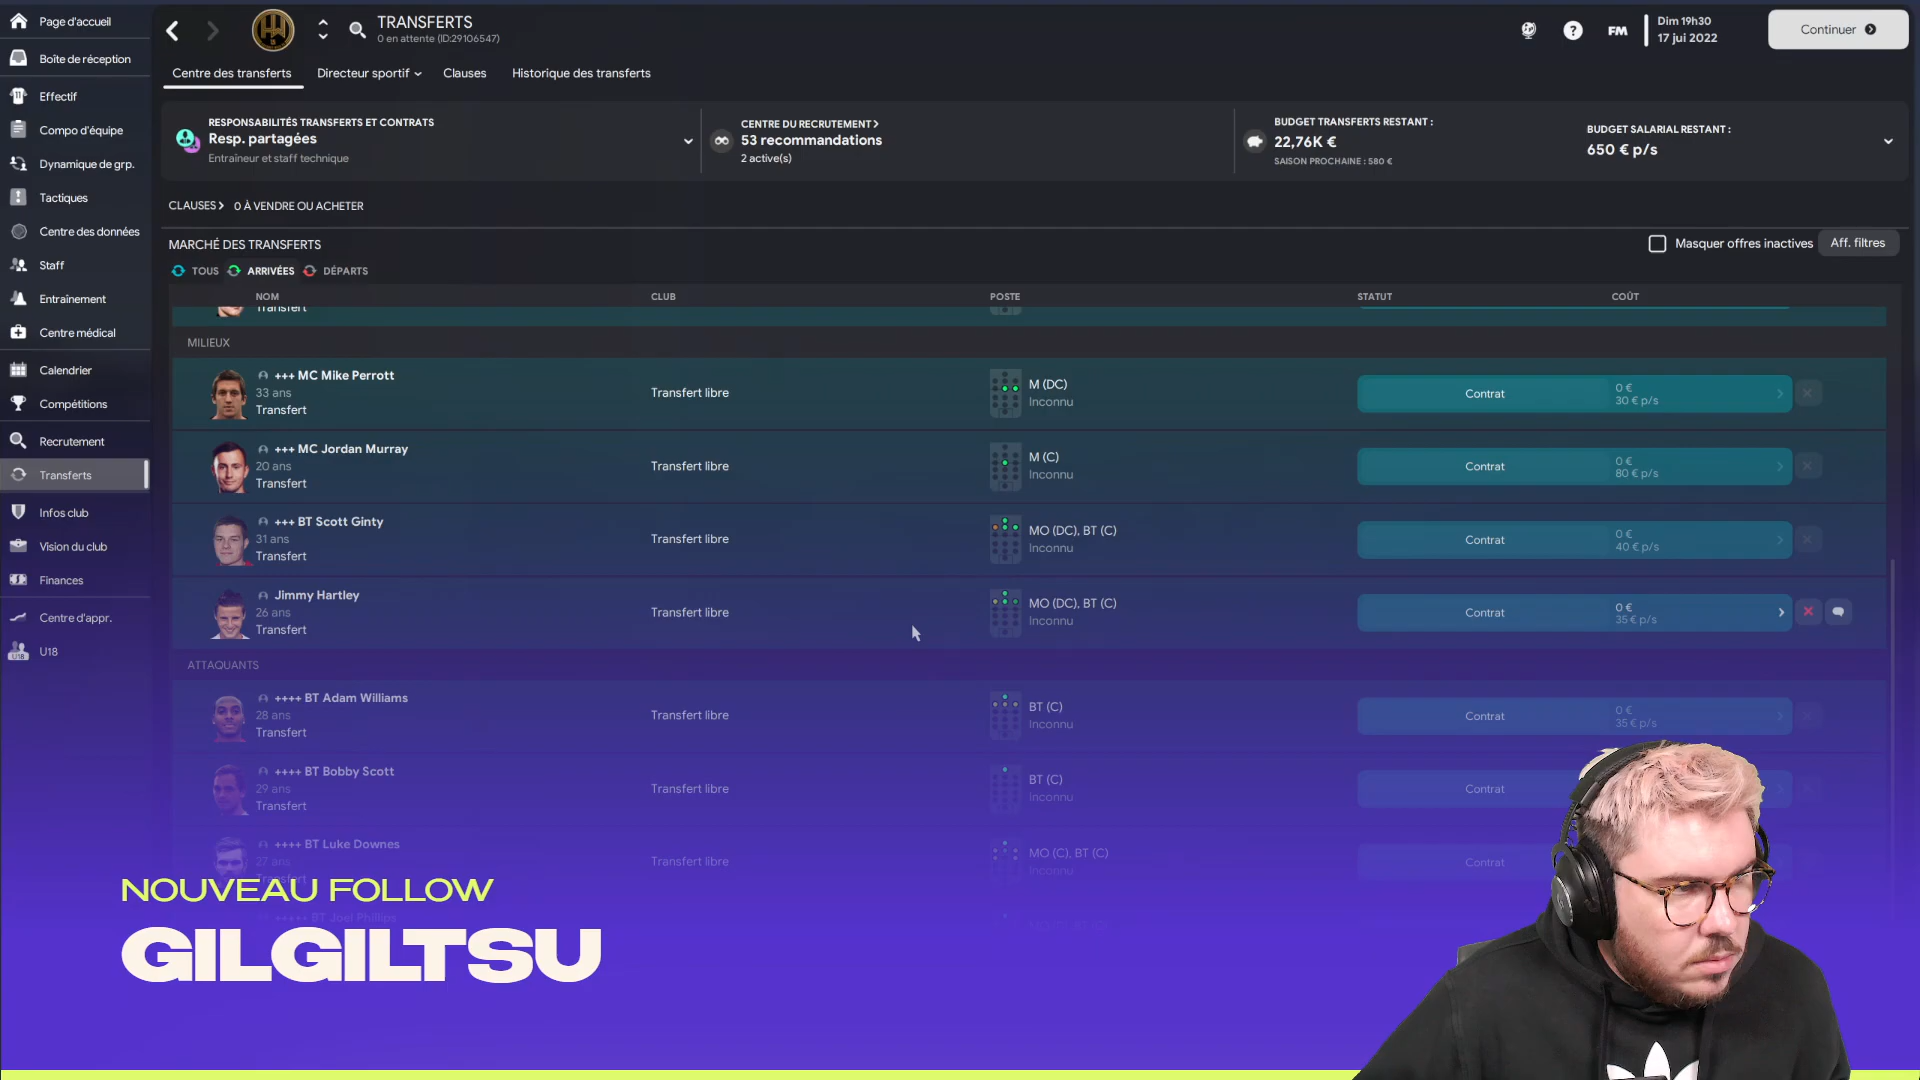 Page d'accueil
Boîte de réception
Effectif
Compo d'équipe
Dynamique de grp.
Tactiques
Centre des données
Staff
Entraînement
Centre médical
Calendrier
Compétitions
Recrutement
Transferts
Infos club
Vision du club
Finances
Centre d'appr.
U18
TRANSFERTS
0 en attente (ID:29106547)
FM
Dim 19h30
17 jui 2022
Continuer
Centre des transferts
Directeur sportif
Clauses
Historique des transferts
RESPONSABILITÉS TRANSFERTS ET CONTRATS
Resp. partagées
Entraîneur et staff technique
CENTRE DU RECRUTEMENT >
53 recommandations
2 active(s)
BUDGET TRANSFERTS RESTANT :
22,76K €
SAISON PROCHAINE : 580 €
BUDGET SALARIAL RESTANT :
650 € p/s
CLAUSES > 0 À VENDRE OU ACHETER
MARCHÉ DES TRANSFERTS
Masquer offres inactives
Aff. filtres
TOUS ARRIVÉES DÉPARTS
NOM CLUB POSTE STATUT COÛT
Transfert
MILIEUX
+++ MC Mike Perrott
33 ans
Transfert
Transfert libre
M (DC)
Inconnu
Contrat
0 €
30 € p/s
+++ MC Jordan Murray
20 ans
Transfert
Transfert libre
M (C)
Inconnu
Contrat
0 €
80 € p/s
+++ BT Scott Ginty
31 ans
Transfert
Transfert libre
MO (DC), BT (C)
Inconnu
Contrat
0 €
40 € p/s
Jimmy Hartley
26 ans
Transfert
Transfert libre
MO (DC), BT (C)
Inconnu
Contrat
0 €
35 € p/s
ATTAQUANTS
++++ BT Adam Williams
28 ans
Transfert
Transfert libre
BT (C)
Inconnu
Contrat
0 €
35 € p/s
++++ BT Bobby Scott
29 ans
Transfert
Transfert libre
BT (C)
Inconnu
Contrat
++++ BT Luke Downes
27 ans
Transfert libre
MO (C), BT (C)
Inconnu
Contrat
BT Joel Phillips
NOUVEAU FOLLOW
GILGILTSU